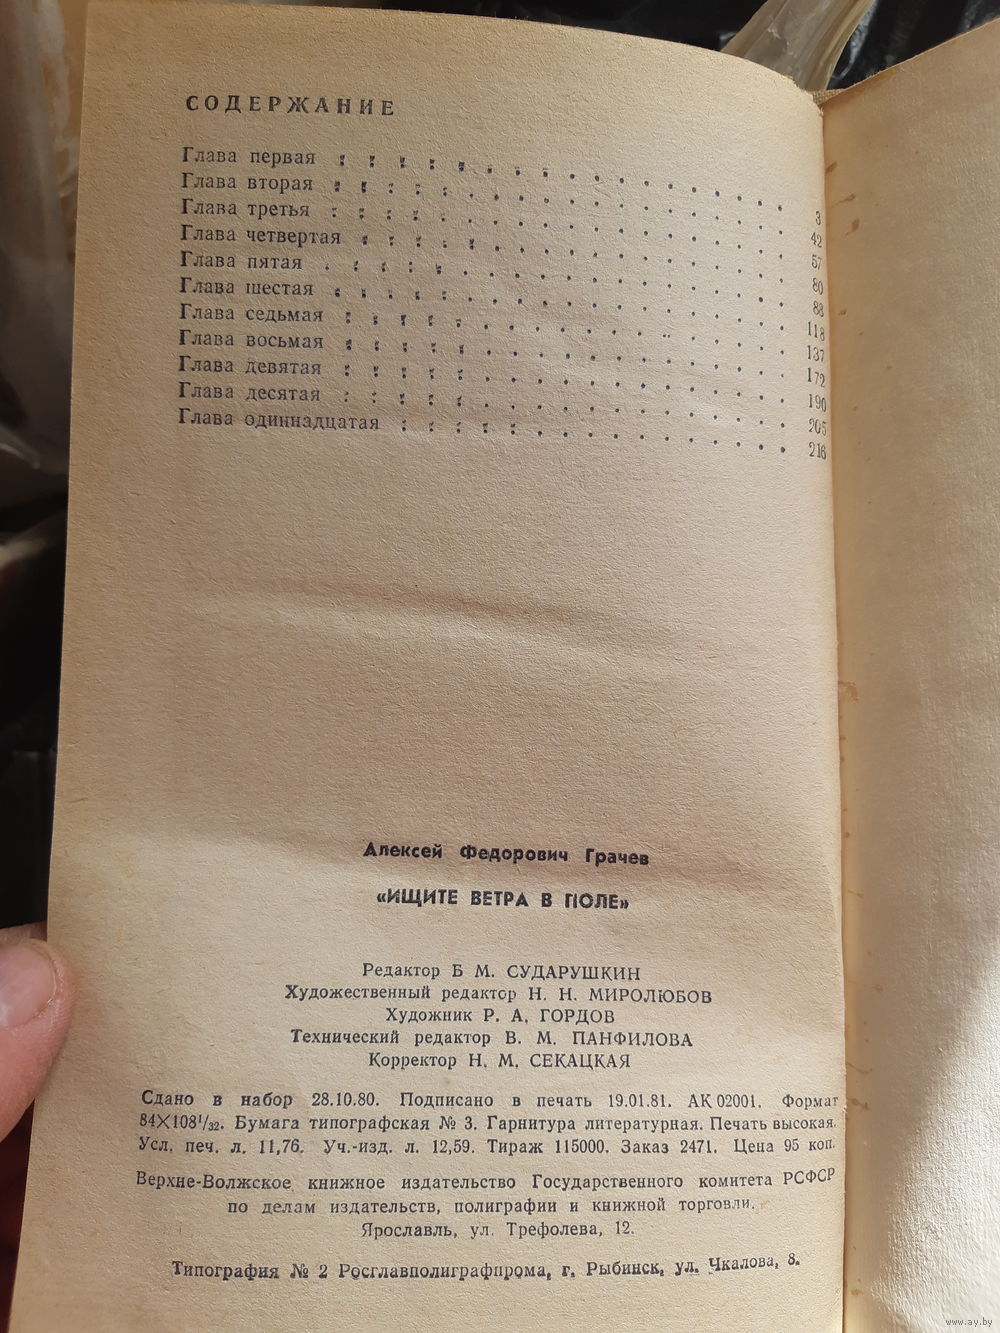 СОДЕРЖАНИЕ
Глава первая . . . . . . . . . . . . . . . . . 3
Глава вторая . . . . . . . . . . . . . . . . . 42
Глава третья . . . . . . . . . . . . . . . . . 57
Глава четвертая . . . . . . . . . . . . . . . . 80
Глава пятая . . . . . . . . . . . . . . . . . 88
Глава шестая . . . . . . . . . . . . . . . . . 118
Глава седьмая . . . . . . . . . . . . . . . . . 137
Глава восьмая . . . . . . . . . . . . . . . . . 172
Глава девятая . . . . . . . . . . . . . . . . . 190
Глава десятая . . . . . . . . . . . . . . . . . 205
Глава одиннадцатая . . . . . . . . . . . . . . . 216
Алексей Федорович Грачев
«ИЩИТЕ ВЕТРА В ПОЛЕ»
Редактор Б М. СУДАРУШКИН
Художественный редактор Н. Н. МИРОЛЮБОВ
Художник Р. А. ГОРДОВ
Технический редактор В. М. ПАНФИЛОВА
Корректор Н. М. СЕКАЦКАЯ
Сдано в набор 28.10.80. Подписано в печать 19.01.81. АК 02001. Формат
84×108¹/₃₂. Бумага типографская № 3. Гарнитура литературная. Печать высокая.
Усл. печ. л. 11,76. Уч.-изд. л. 12,59. Тираж 115000. Заказ 2471. Цена 95 коп.
Верхне-Волжское книжное издательство Государственного комитета РСФСР
по делам издательств, полиграфии и книжной торговли.
Ярославль, ул. Трефолева, 12.
Типография № 2 Росглавполиграфпрома, г. Рыбинск, ул. Чкалова, 8.
www.ay.by